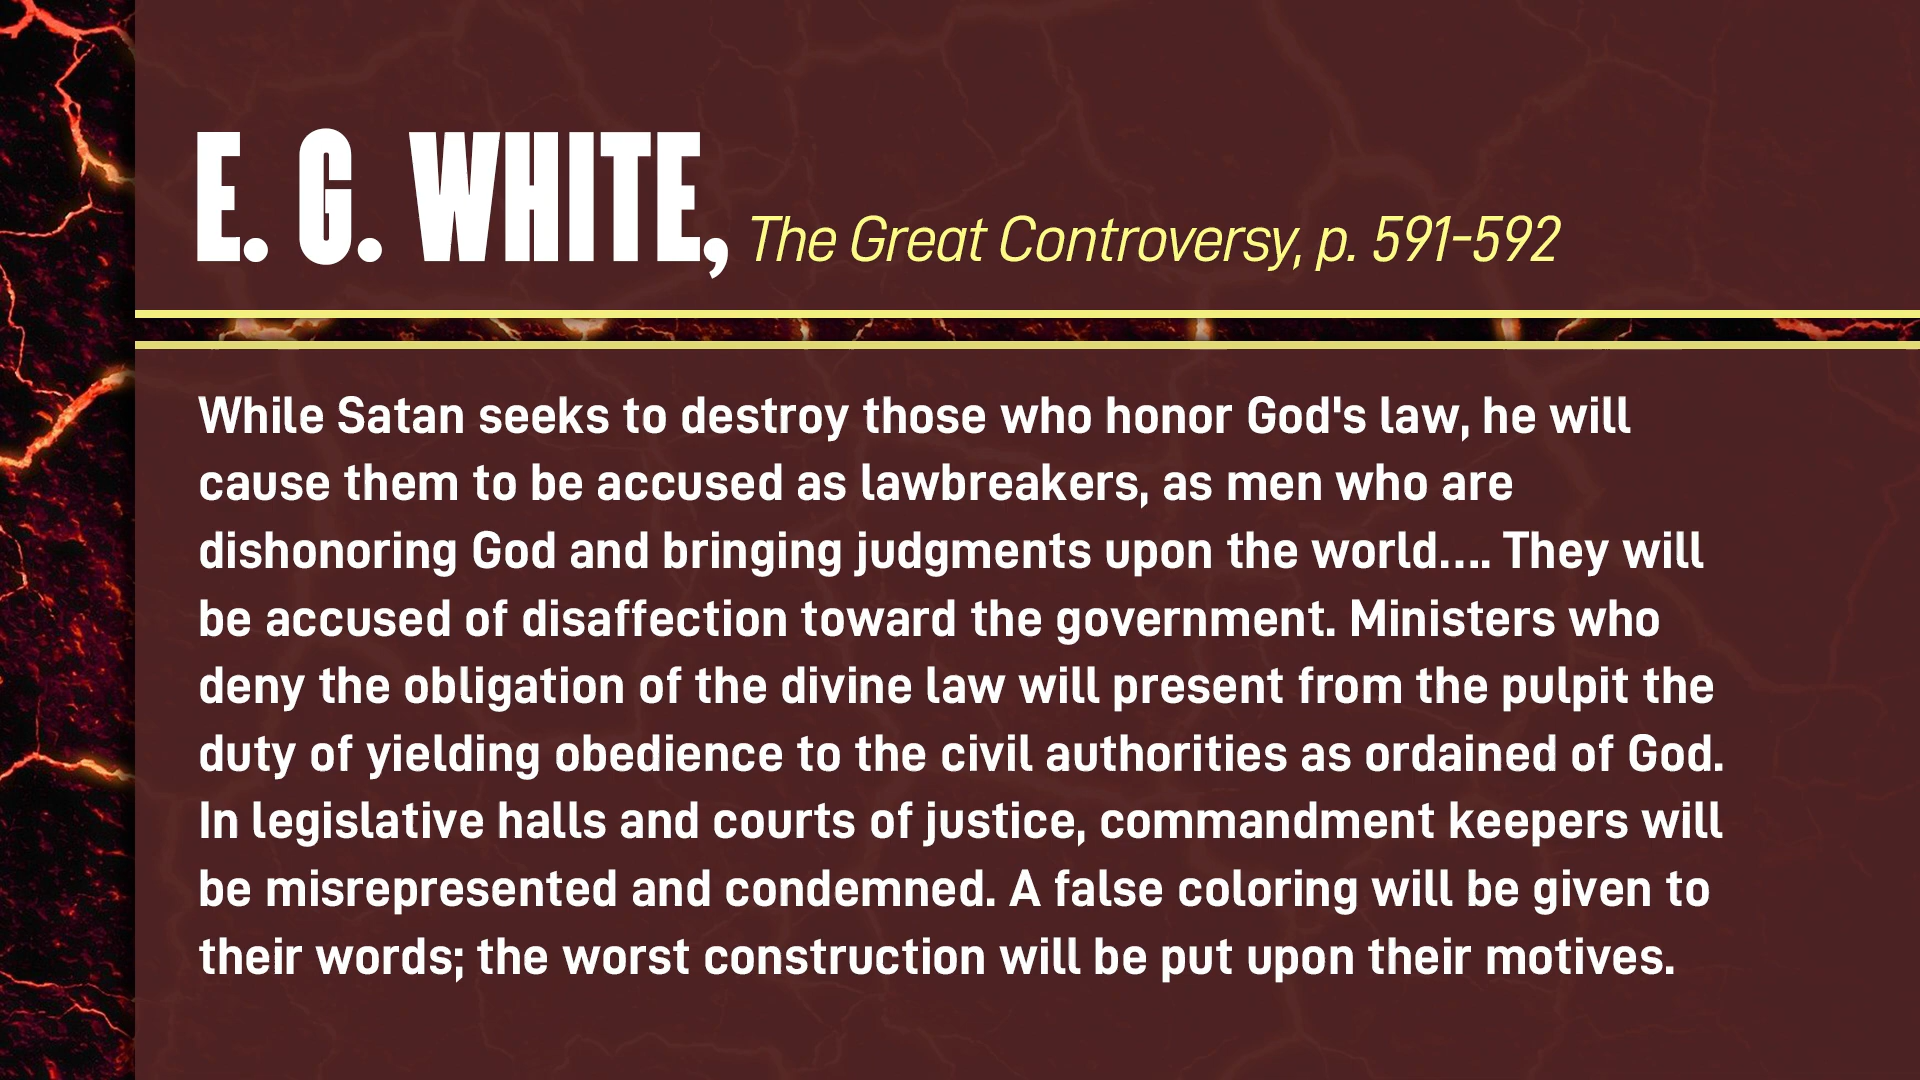 E. G. WHITE, The Great Controversy, p. 591-592
While Satan seeks to destroy those who honor God's law, he will
cause them to be accused as lawbreakers, as men who are
dishonoring God and bringing judgments upon the world.... They will
be accused of disaffection toward the government. Ministers who
deny the obligation of the divine law will present from the pulpit the
duty of yielding obedience to the civil authorities as ordained of God.
In legislative halls and courts of justice, commandment keepers will
be misrepresented and condemned. A false coloring will be given to
their words; the worst construction will be put upon their motives.